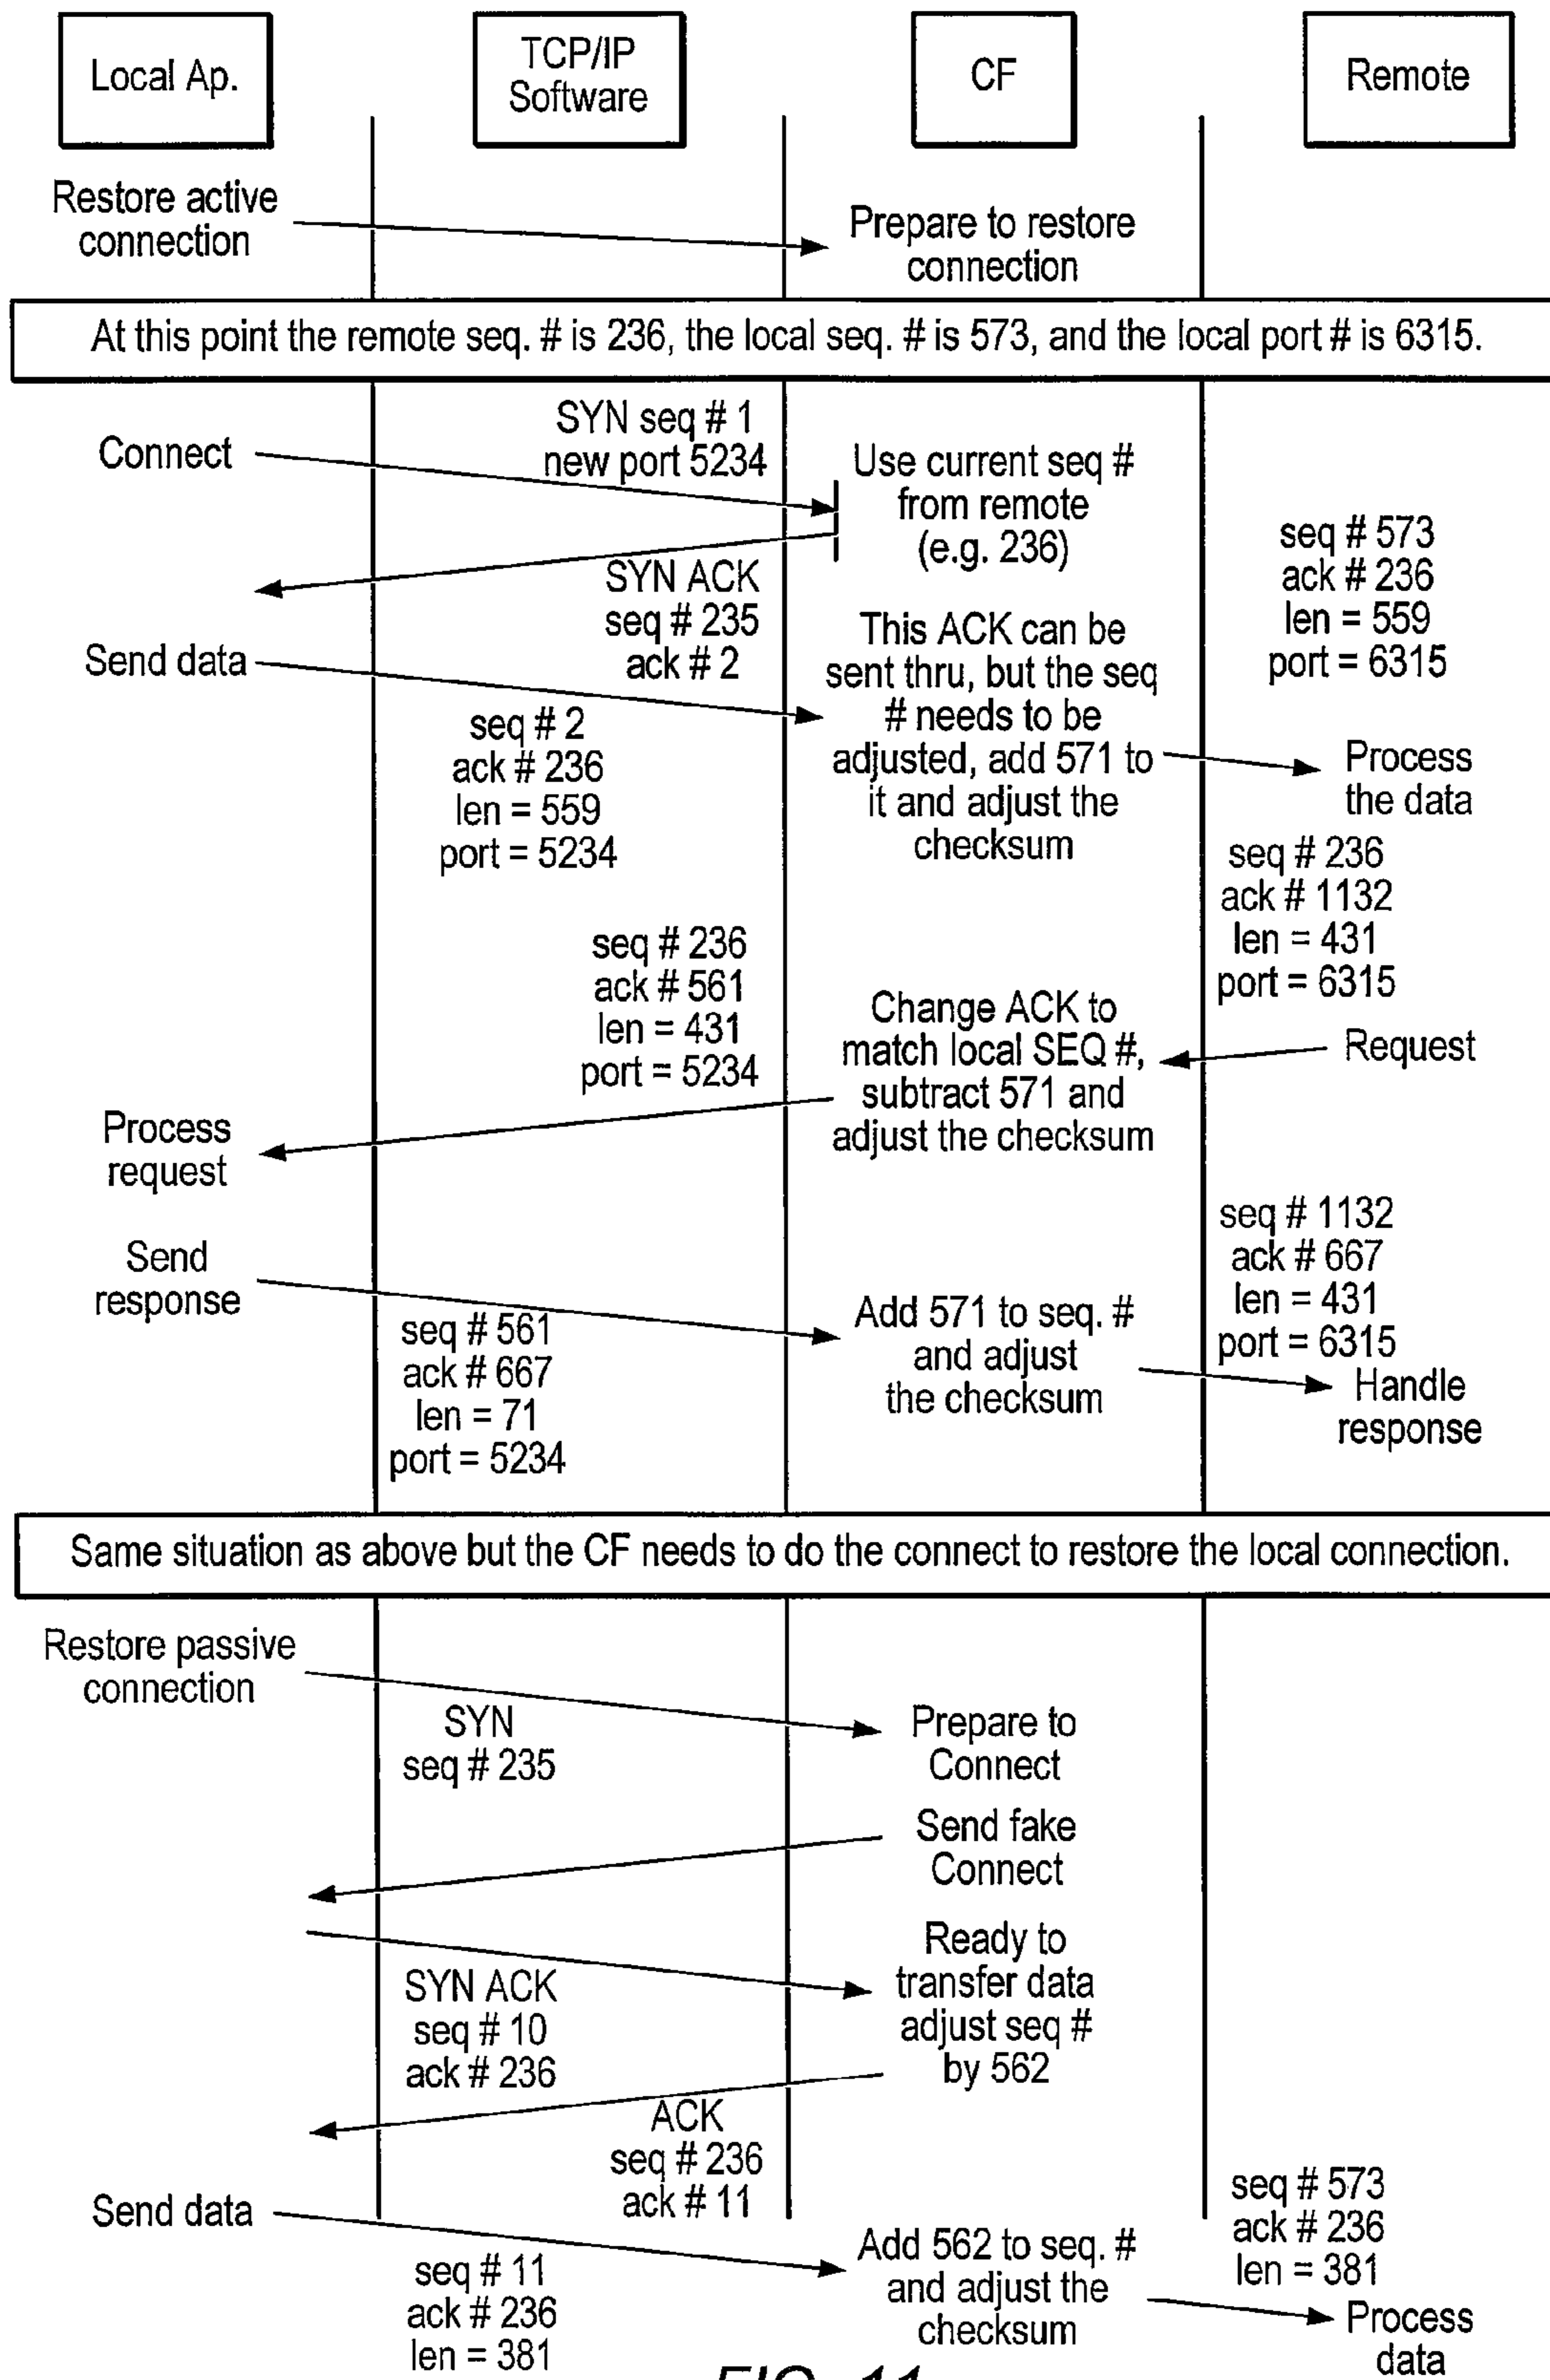 Local Ap.
TCP/IP
Software
CF
Remote
Restore active
connection
Prepare to restore
connection
At this point the remote seq. # is 236, the local seq. # is 573, and the local port # is 6315.
Connect
SYN seq # 1
new port 5234
Use current seq #
from remote
(e.g. 236)
SYN ACK
seq # 235
ack # 2
seq # 573
ack # 236
len = 559
port = 6315
Send data
seq # 2
ack # 236
len = 559
port = 5234
This ACK can be
sent thru, but the seq
# needs to be
adjusted, add 571 to
it and adjust the
checksum
Process
the data
seq # 236
ack # 1132
len = 431
port = 6315
Request
Change ACK to
match local SEQ #,
subtract 571 and
adjust the checksum
seq # 236
ack # 561
len = 431
port = 5234
Process
request
Send
response
seq # 561
ack # 667
len = 71
port = 5234
Add 571 to seq. #
and adjust
the checksum
seq # 1132
ack # 667
len = 431
port = 6315
Handle
response
Same situation as above but the CF needs to do the connect to restore the local connection.
Restore passive
connection
Prepare to
Connect
SYN
seq # 235
Send fake
Connect
SYN ACK
seq # 10
ack # 236
Ready to
transfer data
adjust seq #
by 562
ACK
seq # 236
ack # 11
Send data
seq # 11
ack # 236
len = 381
Add 562 to seq. #
and adjust the
checksum
seq # 573
ack # 236
len = 381
Process
data
FIG. 11